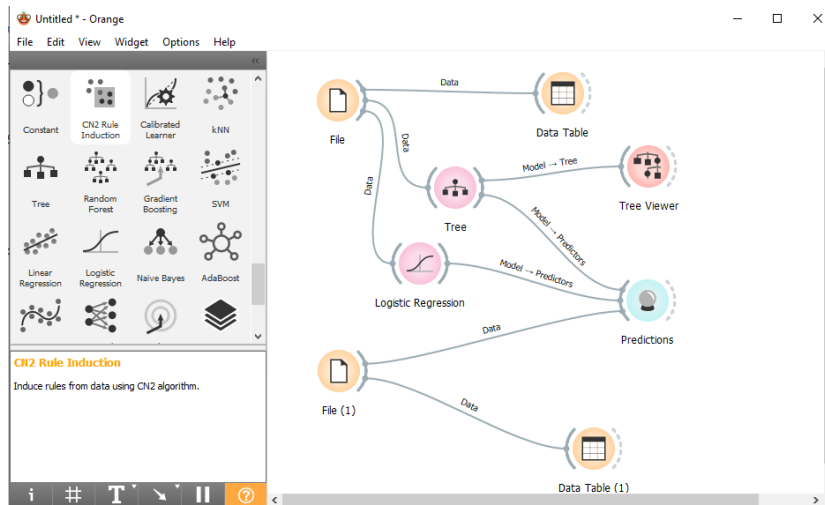 Untitled * - Orange
File Edit View Widget Options Help
Constant
CN2 Rule
Induction
Calibrated
Learner
kNN
Tree
Random
Forest
Gradient
Boosting
SVM
Linear
Regression
Logistic
Regression
Naive Bayes
AdaBoost
CN2 Rule Induction
Induce rules from data using CN2 algorithm.
File
Data
Data Table
Data
Data
Tree
Model → Tree
Tree Viewer
Model → Predictors
Logistic Regression
Model → Predictors
Predictions
Data
File (1)
Data
Data Table (1)
i # T ?